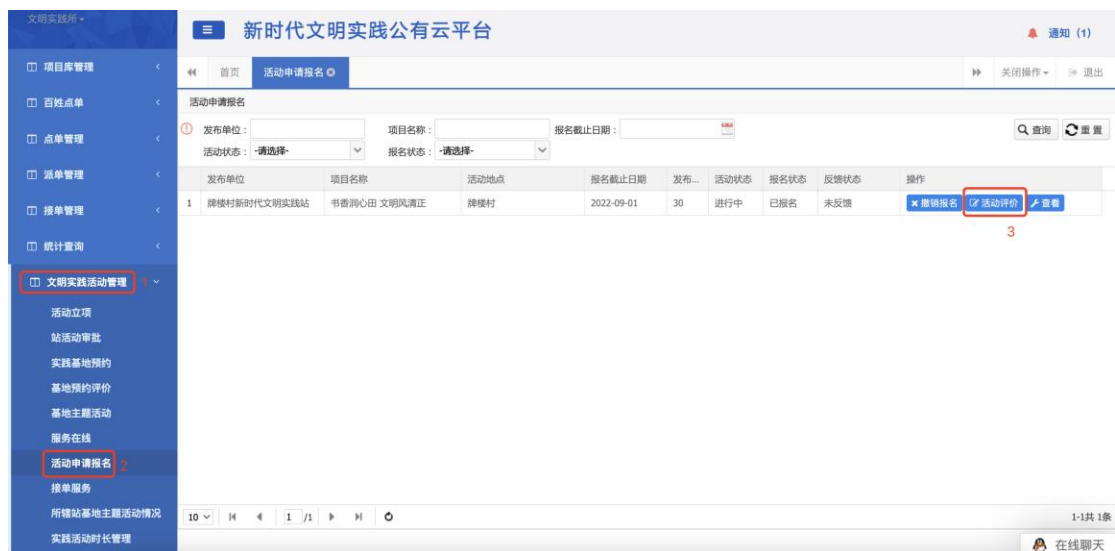 文明实践所
新时代文明实践公有云平台
通知（1）
项目库管理
百姓点单
点单管理
派单管理
接单管理
统计查询
文明实践活动管理 1
活动立项
站活动审批
实践基地预约
基地预约评价
基地主题活动
服务在线
活动申请报名 2
接单服务
所辖站基地主题活动情况
实践活动时长管理
首页 活动申请报名 关闭操作 退出
活动申请报名
发布单位： 项目名称： 报名截止日期： 查询 重置
活动状态： -请选择- 报名状态： -请选择-
发布单位 项目名称 活动地点 报名截止日期 发布... 活动状态 报名状态 反馈状态 操作
1 牌楼村新时代文明实践站 书香润心田 文明风清正 牌楼村 2022-09-01 30 进行中 已报名 未反馈 撤销报名 活动评价 查看
3
10 1 /1 1-1共 1条
在线聊天